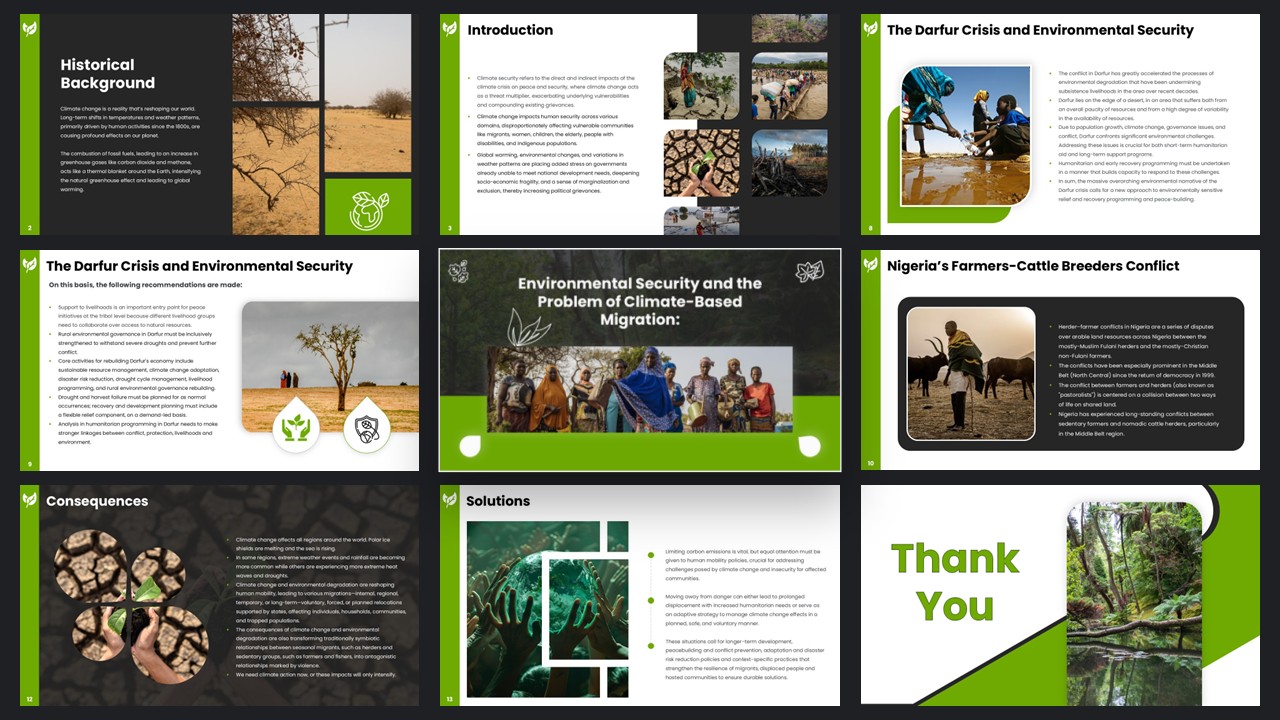 Historical
Background
Climate change is a reality that's reshaping our world.
Long-term shifts in temperatures and weather patterns,
primarily driven by human activities since the 1800s, are
causing profound effects on our planet.
The combustion of fossil fuels, leading to an increase in
greenhouse gases like carbon dioxide and methane,
acts like a thermal blanket around the Earth, intensifying
the natural greenhouse effect and leading to global
warming.
2
Introduction
• Climate security refers to the direct and indirect impacts of the
climate crisis on peace and security, where climate change acts
as a threat multiplier, exacerbating underlying vulnerabilities
and compounding existing grievances.
• Climate change impacts human security across various
domains, disproportionately affecting vulnerable communities
like migrants, women, children, the elderly, people with
disabilities, and indigenous populations.
• Global warming, environmental changes, and variations in
weather patterns are placing added stress on governments
already unable to meet national development needs, deepening
socio-economic fragility, and a sense of marginalization and
exclusion, thereby increasing political grievances.
3
The Darfur Crisis and Environmental Security
• The conflict in Darfur has greatly accelerated the processes of
environmental degradation that have been undermining
subsistence livelihoods in the area over recent decades.
• Darfur lies on the edge of a desert, in an area that suffers both from
an overall paucity of resources and from a high degree of variability
in the availability of resources.
• Due to population growth, climate change, governance issues, and
conflict, Darfur confronts significant environmental challenges.
Addressing these issues is crucial for both short-term humanitarian
aid and long-term support programs.
• Humanitarian and early recovery programming must be undertaken
in a manner that builds capacity to respond to these challenges.
• In sum, the massive overarching environmental narrative of the
Darfur crisis calls for a new approach to environmentally sensitive
relief and recovery programming and peace-building.
8
The Darfur Crisis and Environmental Security
On this basis, the following recommendations are made:
• Support to livelihoods is an important entry point for peace
initiatives at the tribal level because different livelihood groups
need to collaborate over access to natural resources.
• Rural environmental governance in Darfur must be inclusively
strengthened to withstand severe droughts and prevent further
conflict.
• Core activities for rebuilding Darfur's economy include
sustainable resource management, climate change adaptation,
disaster risk reduction, drought cycle management, livelihood
programming, and rural environmental governance rebuilding.
• Drought and harvest failure must be planned for as normal
occurrences; recovery and development planning must include
a flexible relief component, on a demand-led basis.
• Analysis in humanitarian programming in Darfur needs to make
stronger linkages between conflict, protection, livelihoods and
environment.
9
Environmental Security and the
Problem of Climate-Based
Migration:
Nigeria's Farmers-Cattle Breeders Conflict
• Herder-farmer conflicts in Nigeria are a series of disputes
over arable land resources across Nigeria between the
mostly-Muslim Fulani herders and the mostly-Christian
non-Fulani farmers.
• The conflicts have been especially prominent in the Middle
Belt (North Central) since the return of democracy in 1999.
• The conflict between farmers and herders (also known as
"pastoralists") is centered on a collision between two ways
of life on shared land.
• Nigeria has experienced long-standing conflicts between
sedentary farmers and nomadic cattle herders, particularly
in the Middle Belt region.
10
Consequences
• Climate change affects all regions around the world. Polar ice
shields are melting and the sea is rising.
• In some regions, extreme weather events and rainfall are becoming
more common while others are experiencing more extreme heat
waves and droughts.
• Climate change and environmental degradation are reshaping
human mobility, leading to various migrations—internal, regional,
temporary, or long-term—voluntary, forced, or planned relocations
supported by states, affecting individuals, households, communities,
and trapped populations.
• The consequences of climate change and environmental
degradation are also transforming traditionally symbiotic
relationships between seasonal migrants, such as herders and
sedentary groups, such as farmers and fishers, into antagonistic
relationships marked by violence.
• We need climate action now, or these impacts will only intensify.
12
Solutions
Limiting carbon emissions is vital, but equal attention must be
given to human mobility policies, crucial for addressing
challenges posed by climate change and insecurity for affected
communities.
Moving away from danger can either lead to prolonged
displacement with increased humanitarian needs or serve as
an adaptive strategy to manage climate change effects in a
planned, safe, and voluntary manner.
These situations call for longer-term development,
peacebuilding and conflict prevention, adaptation and disaster
risk reduction policies and context-specific practices that
strengthen the resilience of migrants, displaced people and
hosted communities to ensure durable solutions.
13
Thank
You